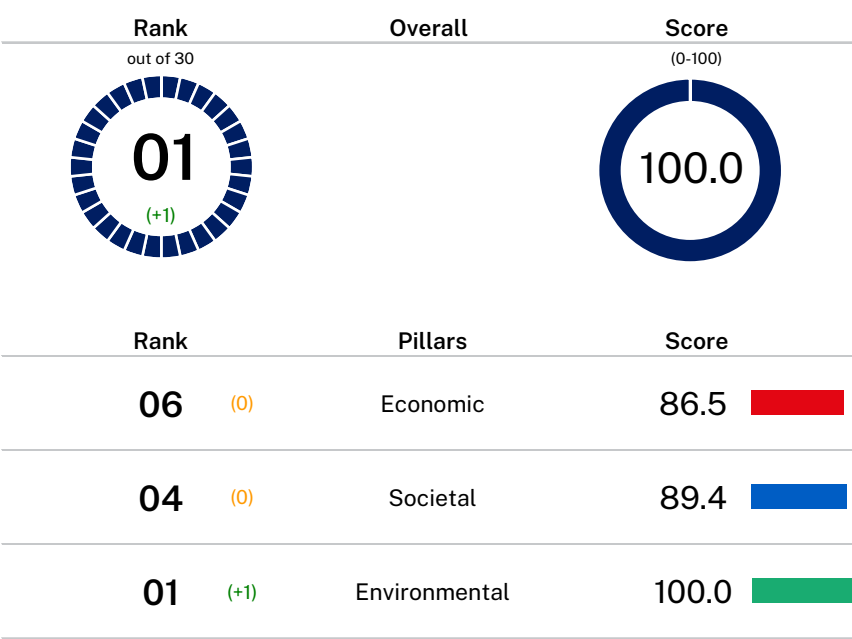 Rank Overall Score
out of 30 (0-100)
01 100.0
(+1)
Rank Pillars Score
06 (0) Economic 86.5
04 (0) Societal 89.4
01 (+1) Environmental 100.0